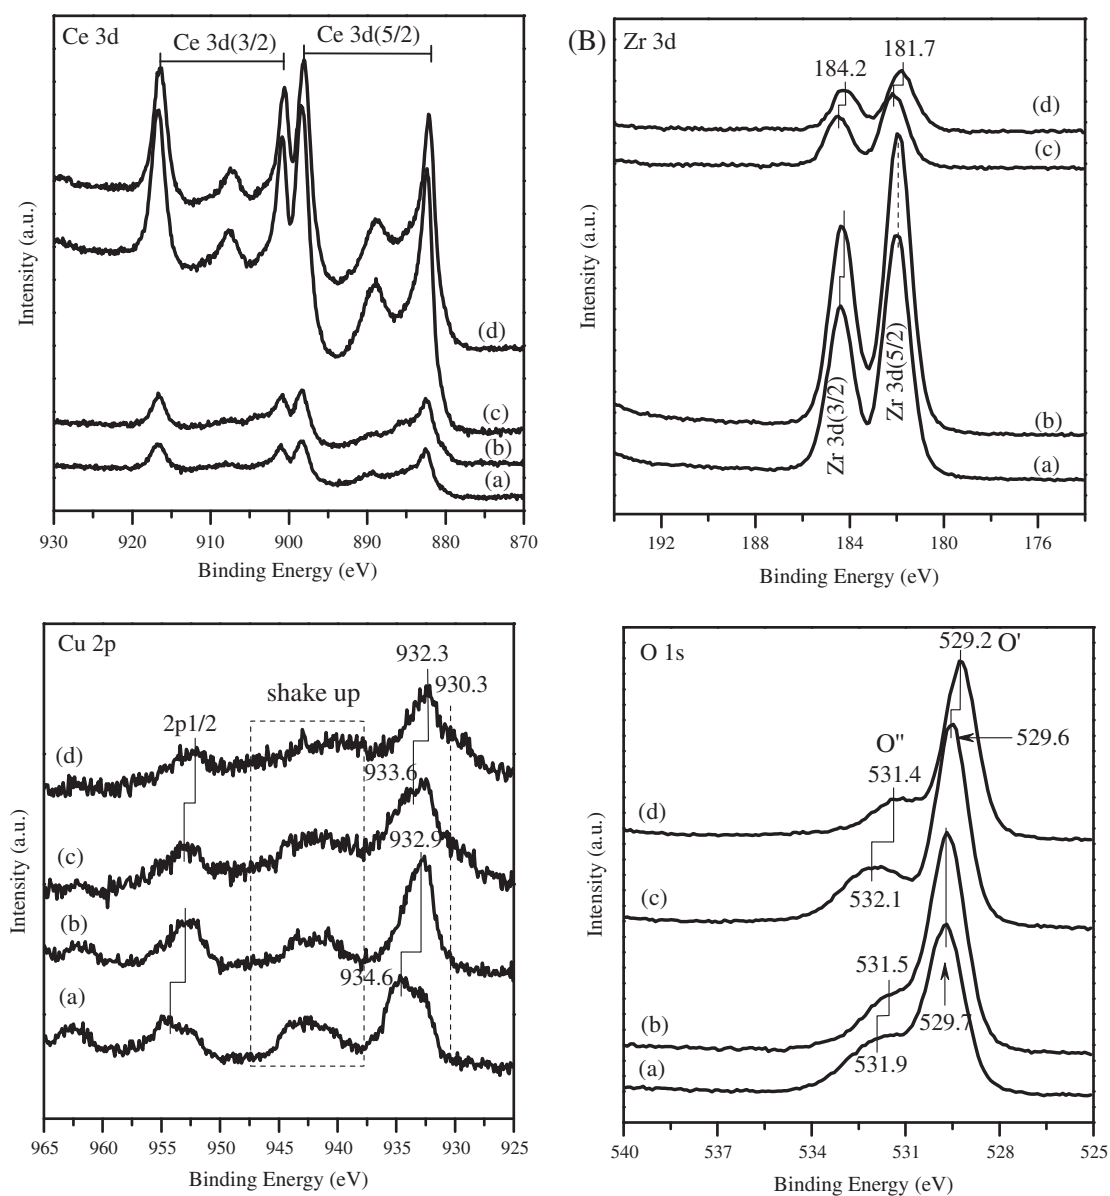 Ce 3d
Ce 3d(3/2)
Ce 3d(5/2)
(d)
(c)
(b)
(a)
Intensity (a.u.)
930 920 910 900 890 880 870
Binding Energy (eV)
(B)
Zr 3d
184.2
181.7
(d)
(c)
(b)
(a)
Zr 3d(3/2)
Zr 3d(5/2)
Intensity (a.u.)
192 188 184 180 176
Binding Energy (eV)
Cu 2p
932.3
930.3
shake up
2p1/2
(d)
933.6
932.9
(c)
(b)
934.6
(a)
Intensity (a.u.)
965 960 955 950 945 940 935 930 925
Binding Energy (eV)
O 1s
529.2 O'
529.6
O''
531.4
(d)
(c)
532.1
531.5
529.7
(b)
531.9
(a)
Intensity (a.u.)
540 537 534 531 528 525
Binding Energy (eV)